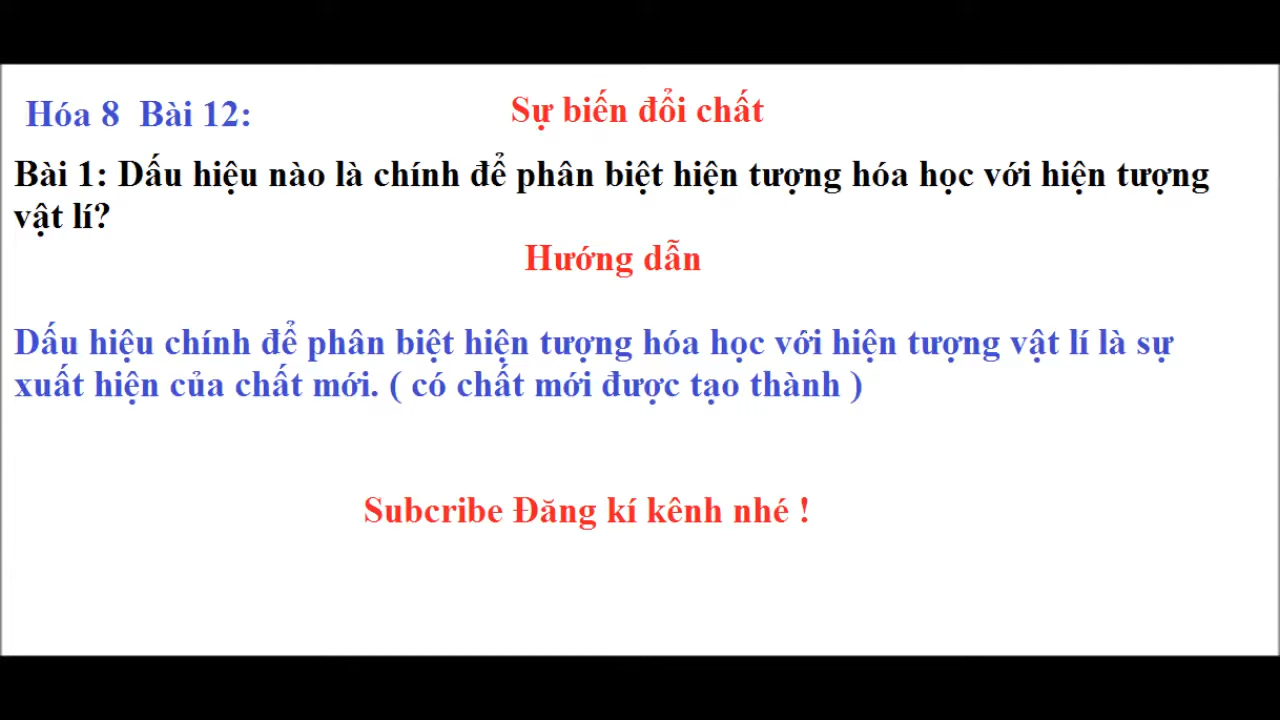 Hóa 8 Bài 12: Sự biến đổi chất
Bài 1: Dấu hiệu nào là chính để phân biệt hiện tượng hóa học với hiện tượng
vật lí?
Hướng dẫn
Dấu hiệu chính để phân biệt hiện tượng hóa học với hiện tượng vật lí là sự
xuất hiện của chất mới. ( có chất mới được tạo thành )
Subcribe Đăng kí kênh nhé !